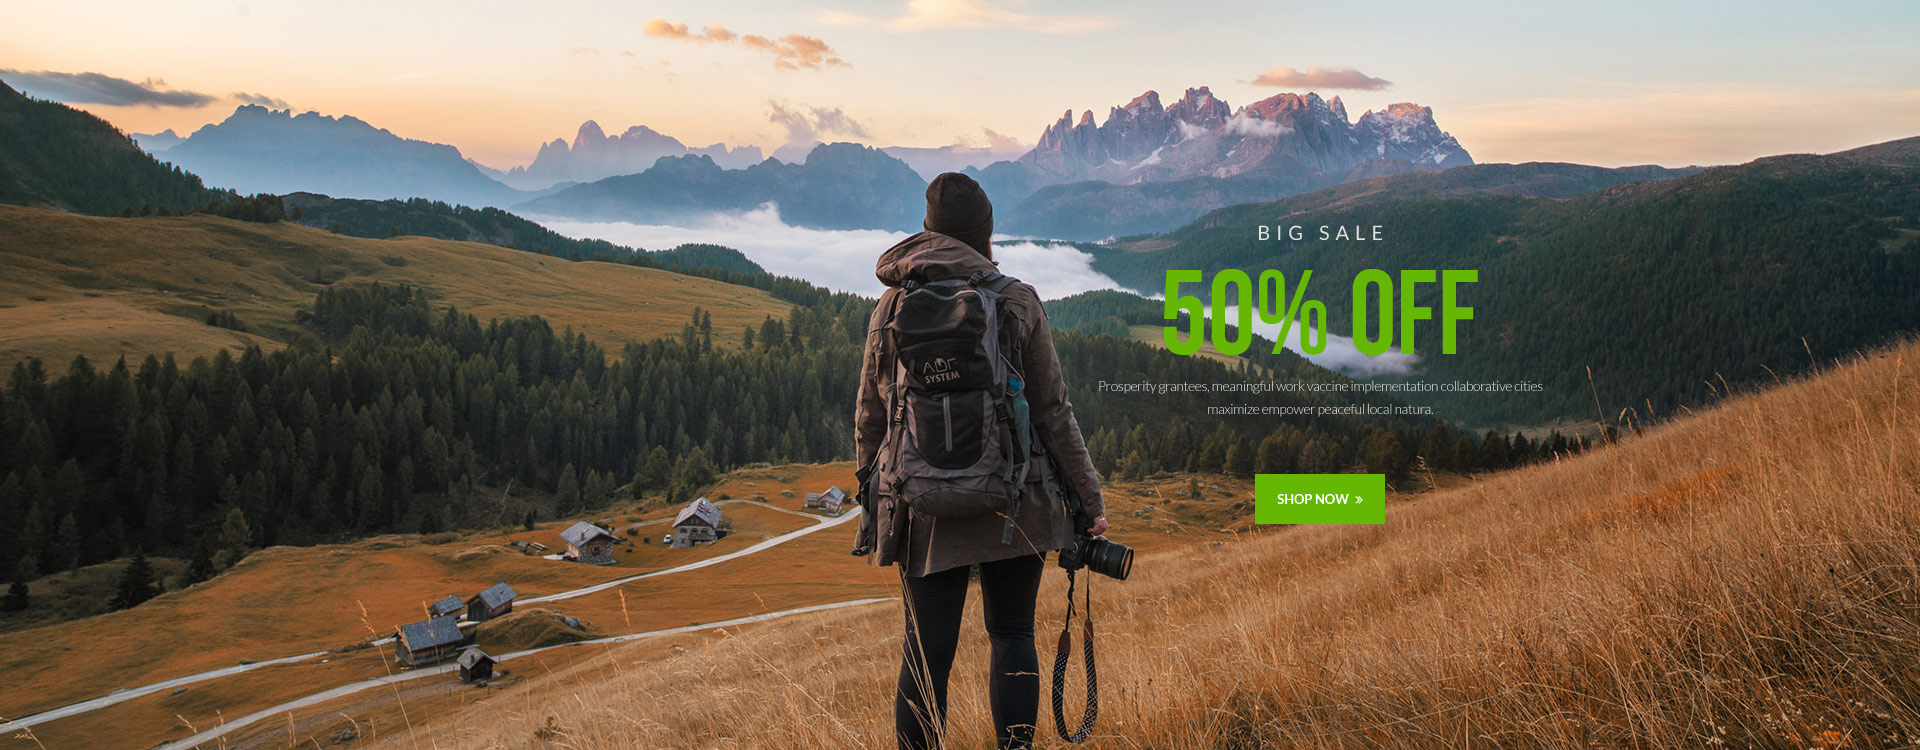 BIG SALE
50% OFF
Prosperity grantees, meaningful work vaccine implementation collaborative cities
maximize empower peaceful local natura.
SHOP NOW »
ADF
SYSTEM